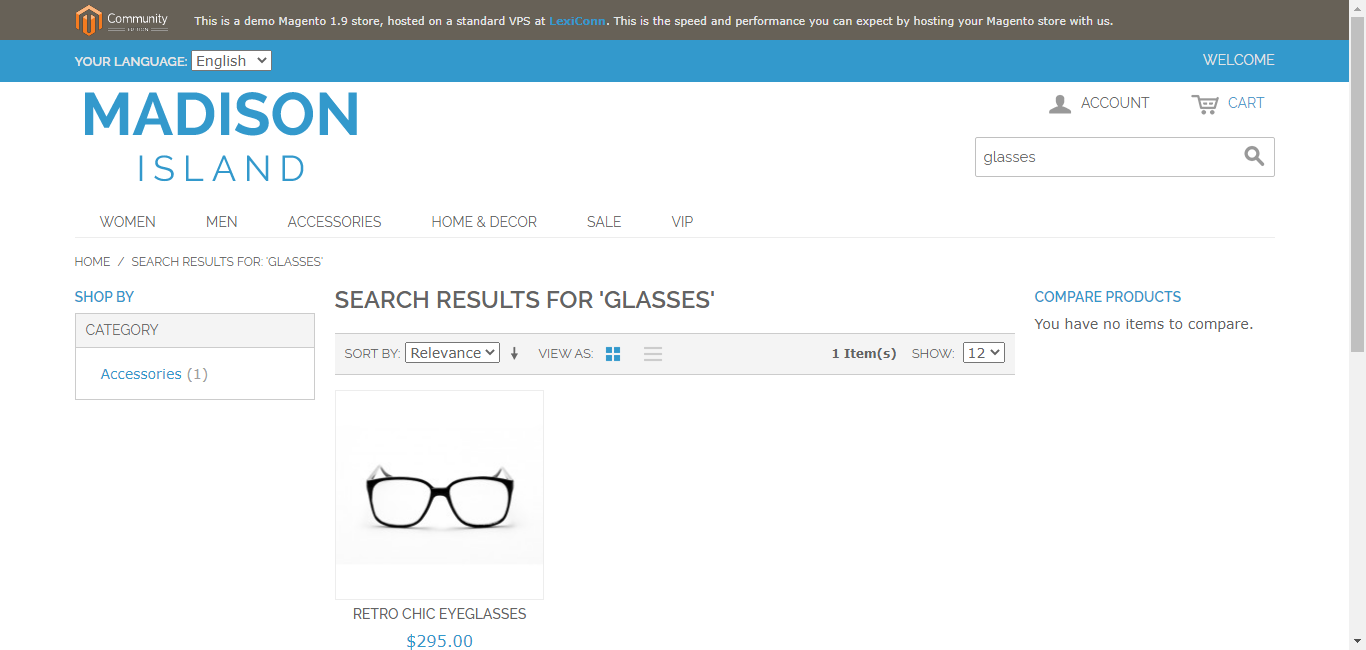 Community
EDITION
This is a demo Magento 1.9 store, hosted on a standard VPS at LexiConn. This is the speed and performance you can expect by hosting your Magento store with us.
YOUR LANGUAGE: English
WELCOME
MADISON
ISLAND
ACCOUNT
CART
glasses
WOMEN
MEN
ACCESSORIES
HOME & DECOR
SALE
VIP
HOME / SEARCH RESULTS FOR: 'GLASSES'
SHOP BY
CATEGORY
Accessories (1)
SEARCH RESULTS FOR 'GLASSES'
SORT BY: Relevance
VIEW AS:
1 Item(s)
SHOW: 12
RETRO CHIC EYEGLASSES
$295.00
COMPARE PRODUCTS
You have no items to compare.